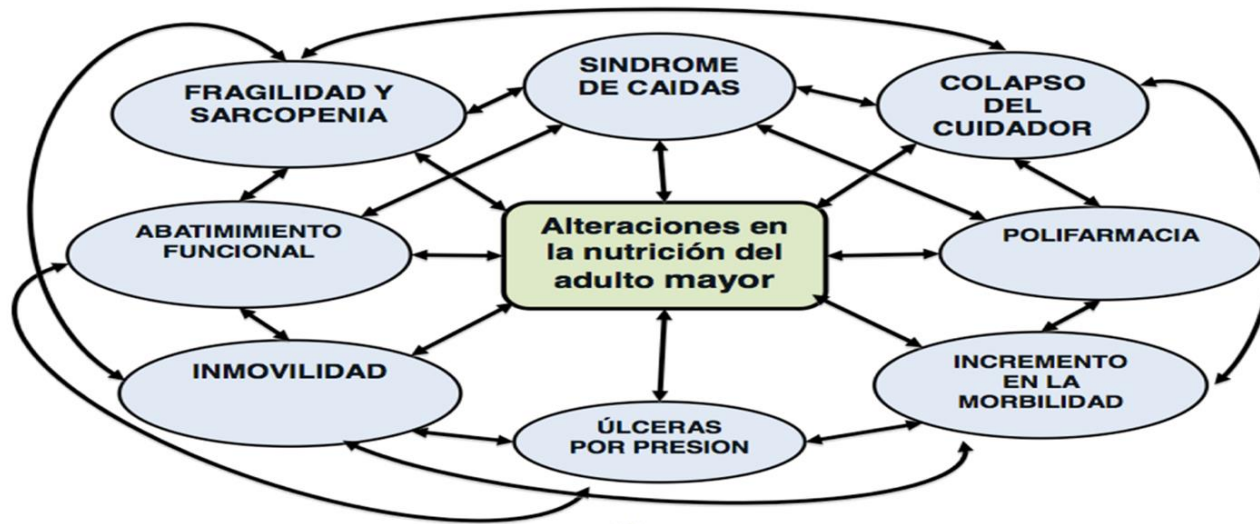 FRAGILIDAD Y
SARCOPENIA
SINDROME
DE CAIDAS
COLAPSO
DEL
CUIDADOR
ABATIMIMIENTO
FUNCIONAL
Alteraciones en
la nutrición del
adulto mayor
POLIFARMACIA
INMOVILIDAD
ÚLCERAS
POR PRESION
INCREMENTO
EN LA
MORBILIDAD